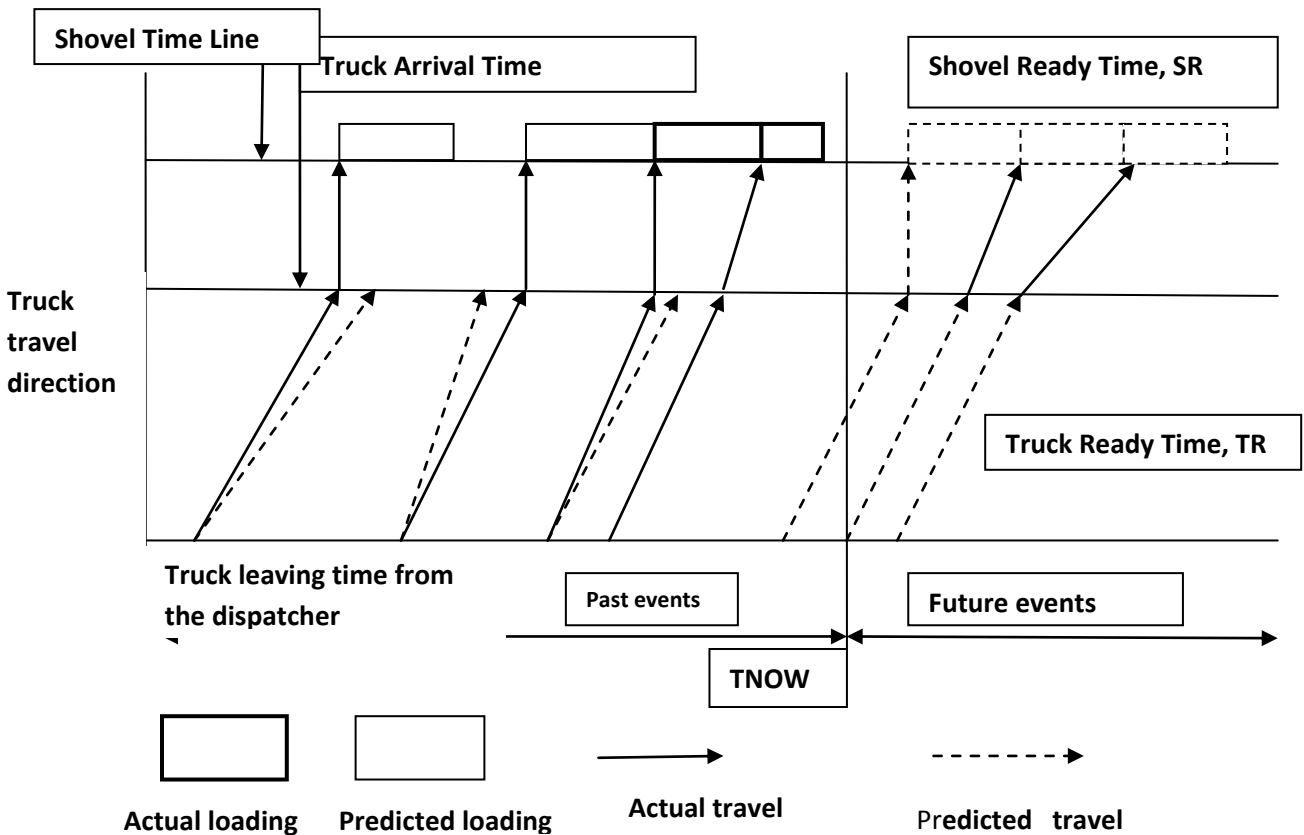 Shovel Time Line
Truck Arrival Time
Shovel Ready Time, SR
Truck
travel
direction
Truck Ready Time, TR
Truck leaving time from
the dispatcher
Past events
Future events
TNOW
Actual loading
Predicted loading
Actual travel
Predicted travel